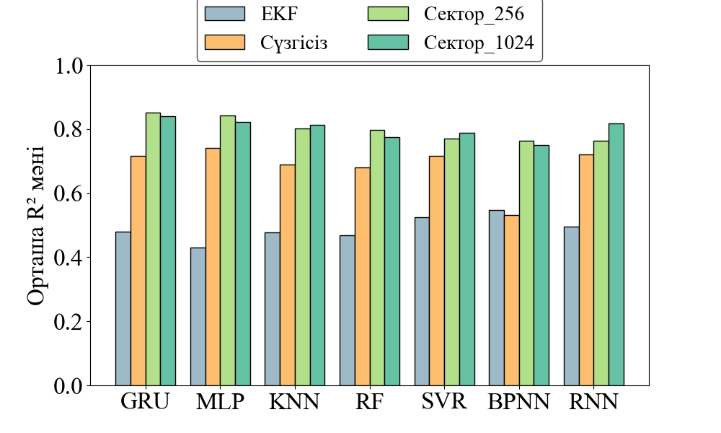 EKF
Сүзгісіз
Сектор_256
Сектор_1024
Орташа R² мәні
1.0
0.8
0.6
0.4
0.2
0.0
GRU MLP KNN RF SVR BPNN RNN